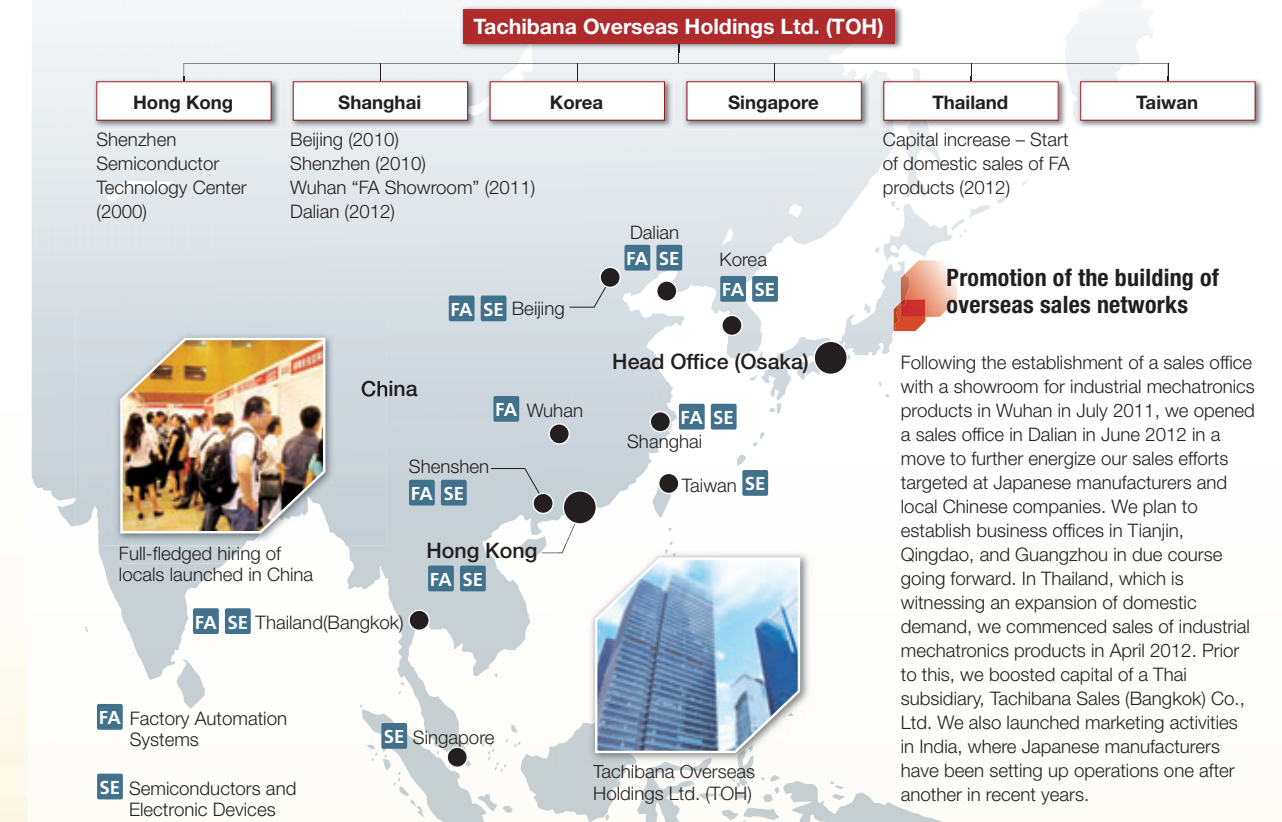 Tachibana Overseas Holdings Ltd. (TOH)
Hong Kong
Shanghai
Korea
Singapore
Thailand
Taiwan
Shenzhen
Semiconductor
Technology Center
(2000)
Beijing (2010)
Shenzhen (2010)
Wuhan “FA Showroom” (2011)
Dalian (2012)
Capital increase – Start
of domestic sales of FA
products (2012)
Dalian
FA SE
Korea
FA SE
FA SE Beijing
Head Office (Osaka)
China
FA Wuhan
FA SE
Shanghai
Shenshen
FA SE
Taiwan SE
Hong Kong
FA SE
Full-fledged hiring of
locals launched in China
FA SE Thailand(Bangkok)
FA Factory Automation
Systems
SE Singapore
SE Semiconductors and
Electronic Devices
Tachibana Overseas
Holdings Ltd. (TOH)
Promotion of the building of
overseas sales networks
Following the establishment of a sales office
with a showroom for industrial mechatronics
products in Wuhan in July 2011, we opened
a sales office in Dalian in June 2012 in a
move to further energize our sales efforts
targeted at Japanese manufacturers and
local Chinese companies. We plan to
establish business offices in Tianjin,
Qingdao, and Guangzhou in due course
going forward. In Thailand, which is
witnessing an expansion of domestic
demand, we commenced sales of industrial
mechatronics products in April 2012. Prior
to this, we boosted capital of a Thai
subsidiary, Tachibana Sales (Bangkok) Co.,
Ltd. We also launched marketing activities
in India, where Japanese manufacturers
have been setting up operations one after
another in recent years.